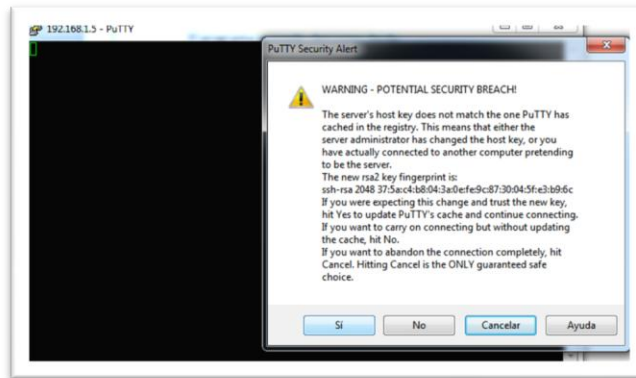 192.168.1.5 - PuTTY
PuTTY Security Alert
WARNING - POTENTIAL SECURITY BREACH!
The server's host key does not match the one PuTTY has
cached in the registry. This means that either the
server administrator has changed the host key, or you
have actually connected to another computer pretending
to be the server.
The new rsa2 key fingerprint is:
ssh-rsa 2048 37:5a:c4:b8:04:3a:0e:fe:9c:87:30:04:5f:e3:b9:6c
If you were expecting this change and trust the new key,
hit Yes to update PuTTY's cache and continue connecting.
If you want to carry on connecting but without updating
the cache, hit No.
If you want to abandon the connection completely, hit
Cancel. Hitting Cancel is the ONLY guaranteed safe
choice.
Sí No Cancelar Ayuda